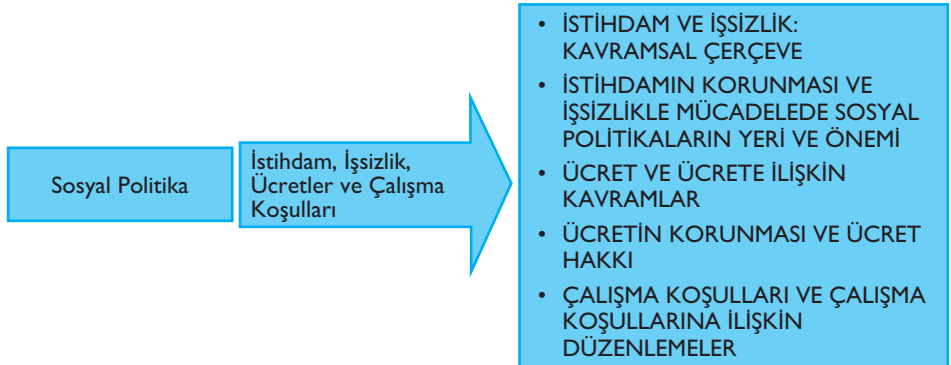 Sosyal Politika
İstihdam, İşsizlik,
Ücretler ve Çalışma
Koşulları
• İSTİHDAM VE İŞSİZLİK:
KAVRAMSAL ÇERÇEVE
• İSTİHDAMIN KORUNMASI VE
İŞSİZLİKLE MÜCADELEDE SOSYAL
POLİTİKALARIN YERİ VE ÖNEMİ
• ÜCRET VE ÜCRETE İLİŞKİN
KAVRAMLAR
• ÜCRETİN KORUNMASI VE ÜCRET
HAKKI
• ÇALIŞMA KOŞULLARI VE ÇALIŞMA
KOŞULLARINA İLİŞKİN
DÜZENLEMELER